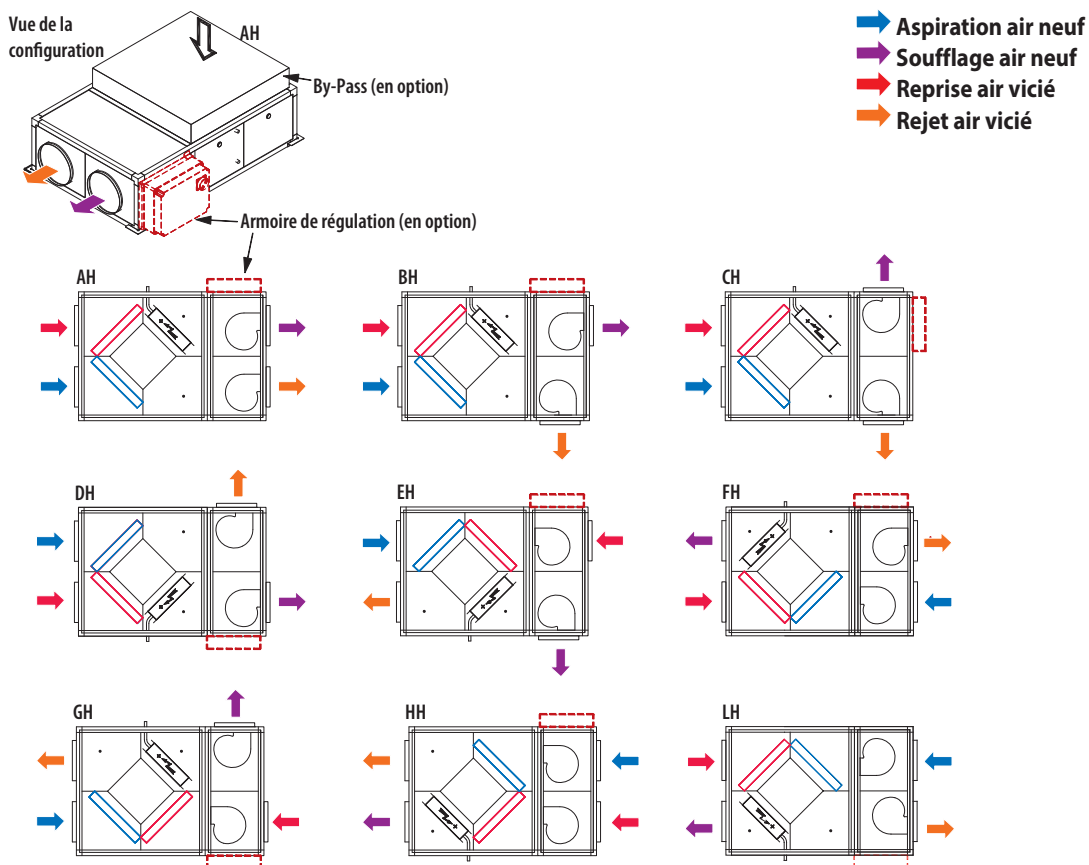 Vue de la
configuration
AH
By-Pass (en option)
Armoire de régulation (en option)
Aspiration air neuf
Soufflage air neuf
Reprise air vicié
Rejet air vicié
AH
BH
CH
DH
EH
FH
GH
HH
LH